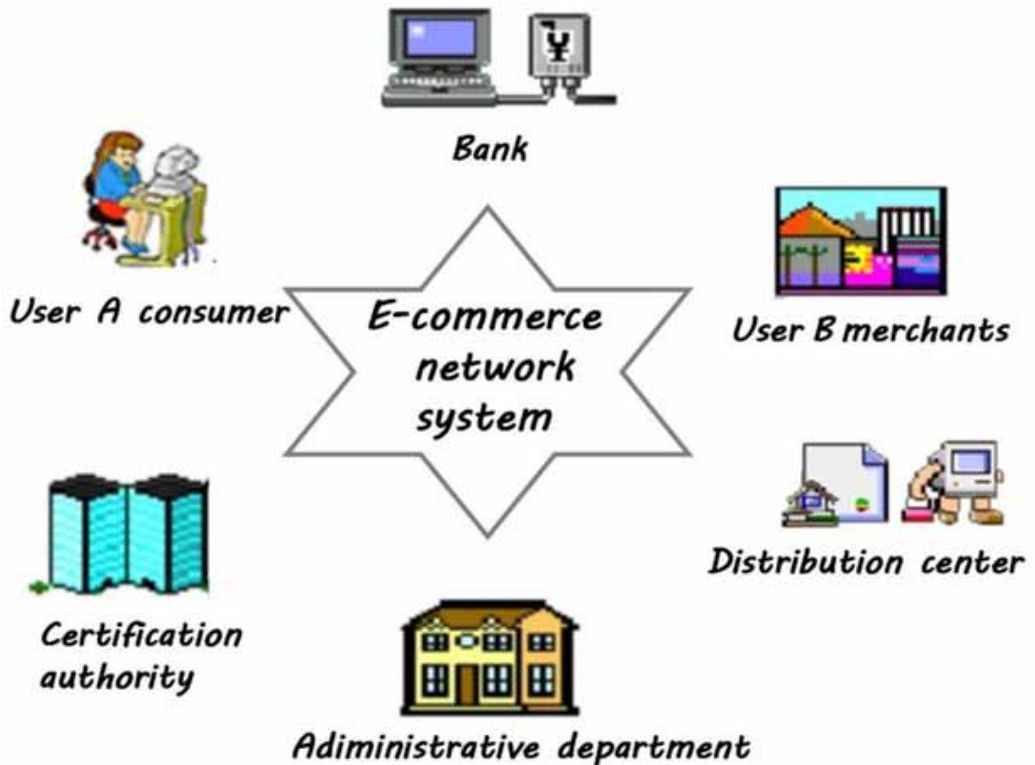 Bank
User A consumer
E-commerce
network
system
User B merchants
Distribution center
Certification
authority
Adiministrative department